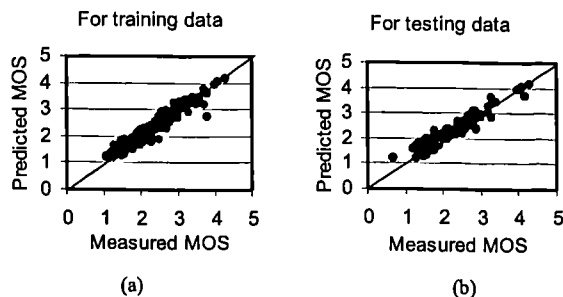 For training data
5
4
3
2
1
0
Predicted MOS
0 1 2 3 4 5
Measured MOS
(a)
For testing data
5
4
3
2
1
0
Predicted MOS
0 1 2 3 4 5
Measured MOS
(b)